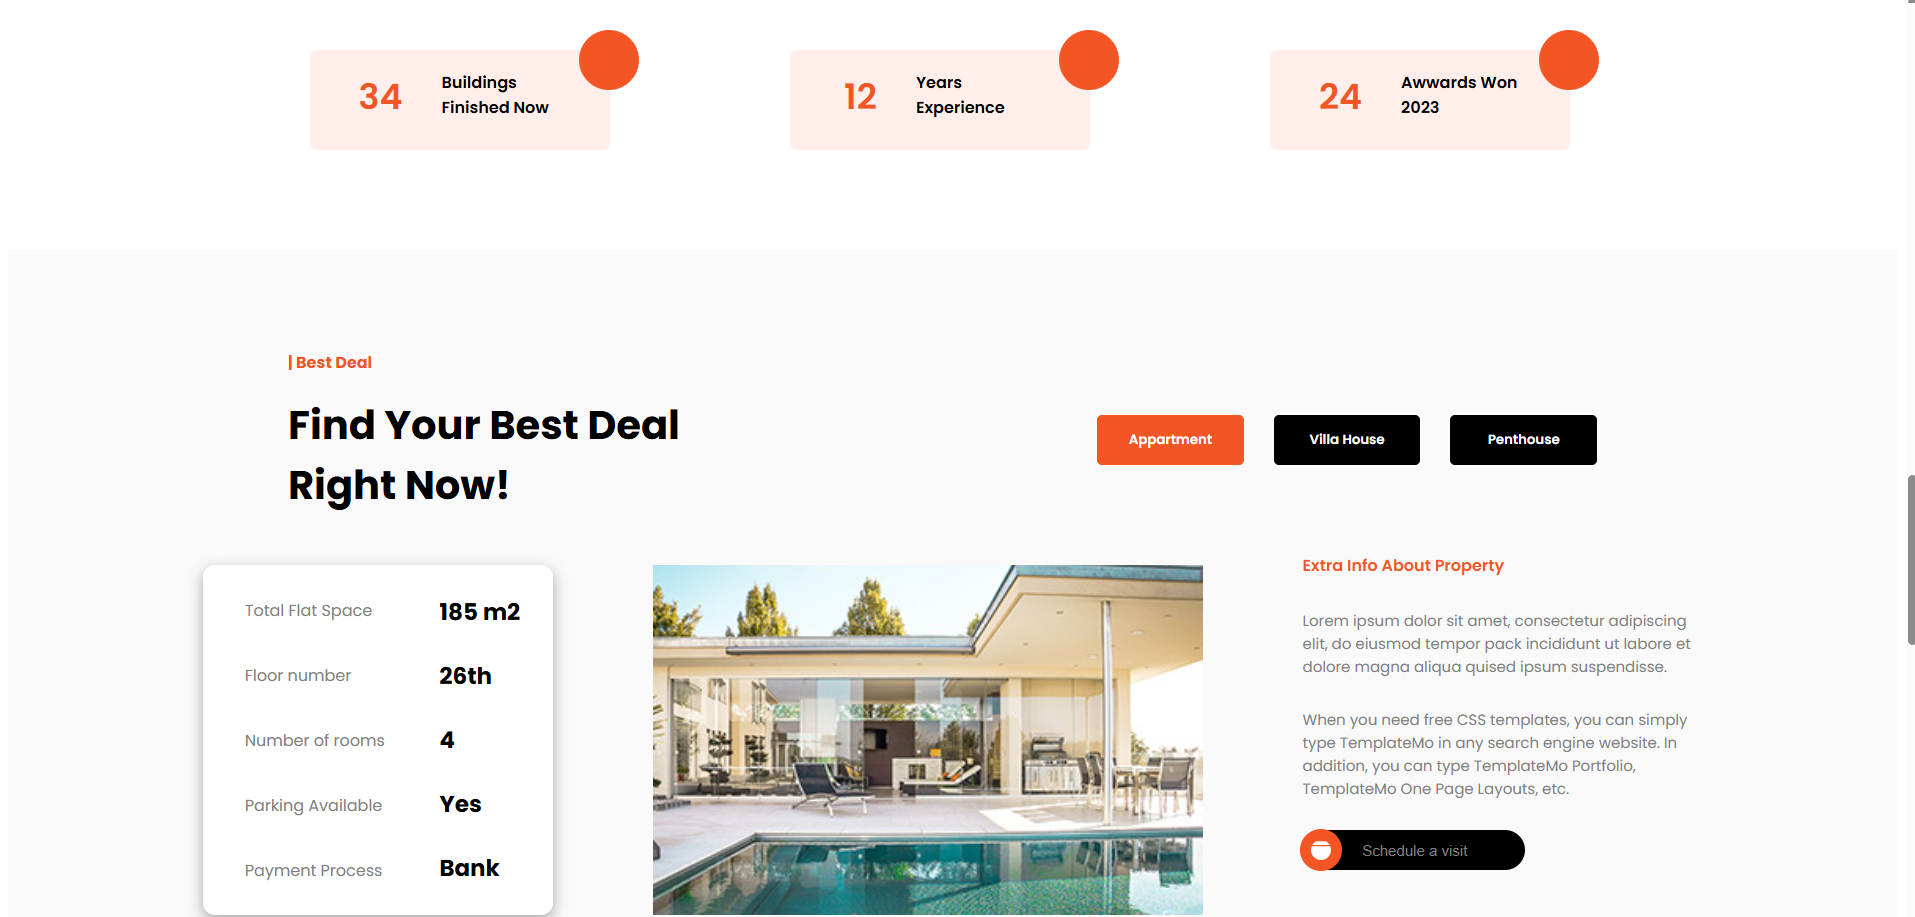 34
Buildings
Finished Now
12
Years
Experience
24
Awwards Won
2023
| Best Deal
Find Your Best Deal
Right Now!
Appartment
Villa House
Penthouse
Total Flat Space 185 m2
Floor number 26th
Number of rooms 4
Parking Available Yes
Payment Process Bank
Extra Info About Property
Lorem ipsum dolor sit amet, consectetur adipiscing
elit, do eiusmod tempor pack incididunt ut labore et
dolore magna aliqua quised ipsum suspendisse.
When you need free CSS templates, you can simply
type TemplateMo in any search engine website. In
addition, you can type TemplateMo Portfolio,
TemplateMo One Page Layouts, etc.
Schedule a visit